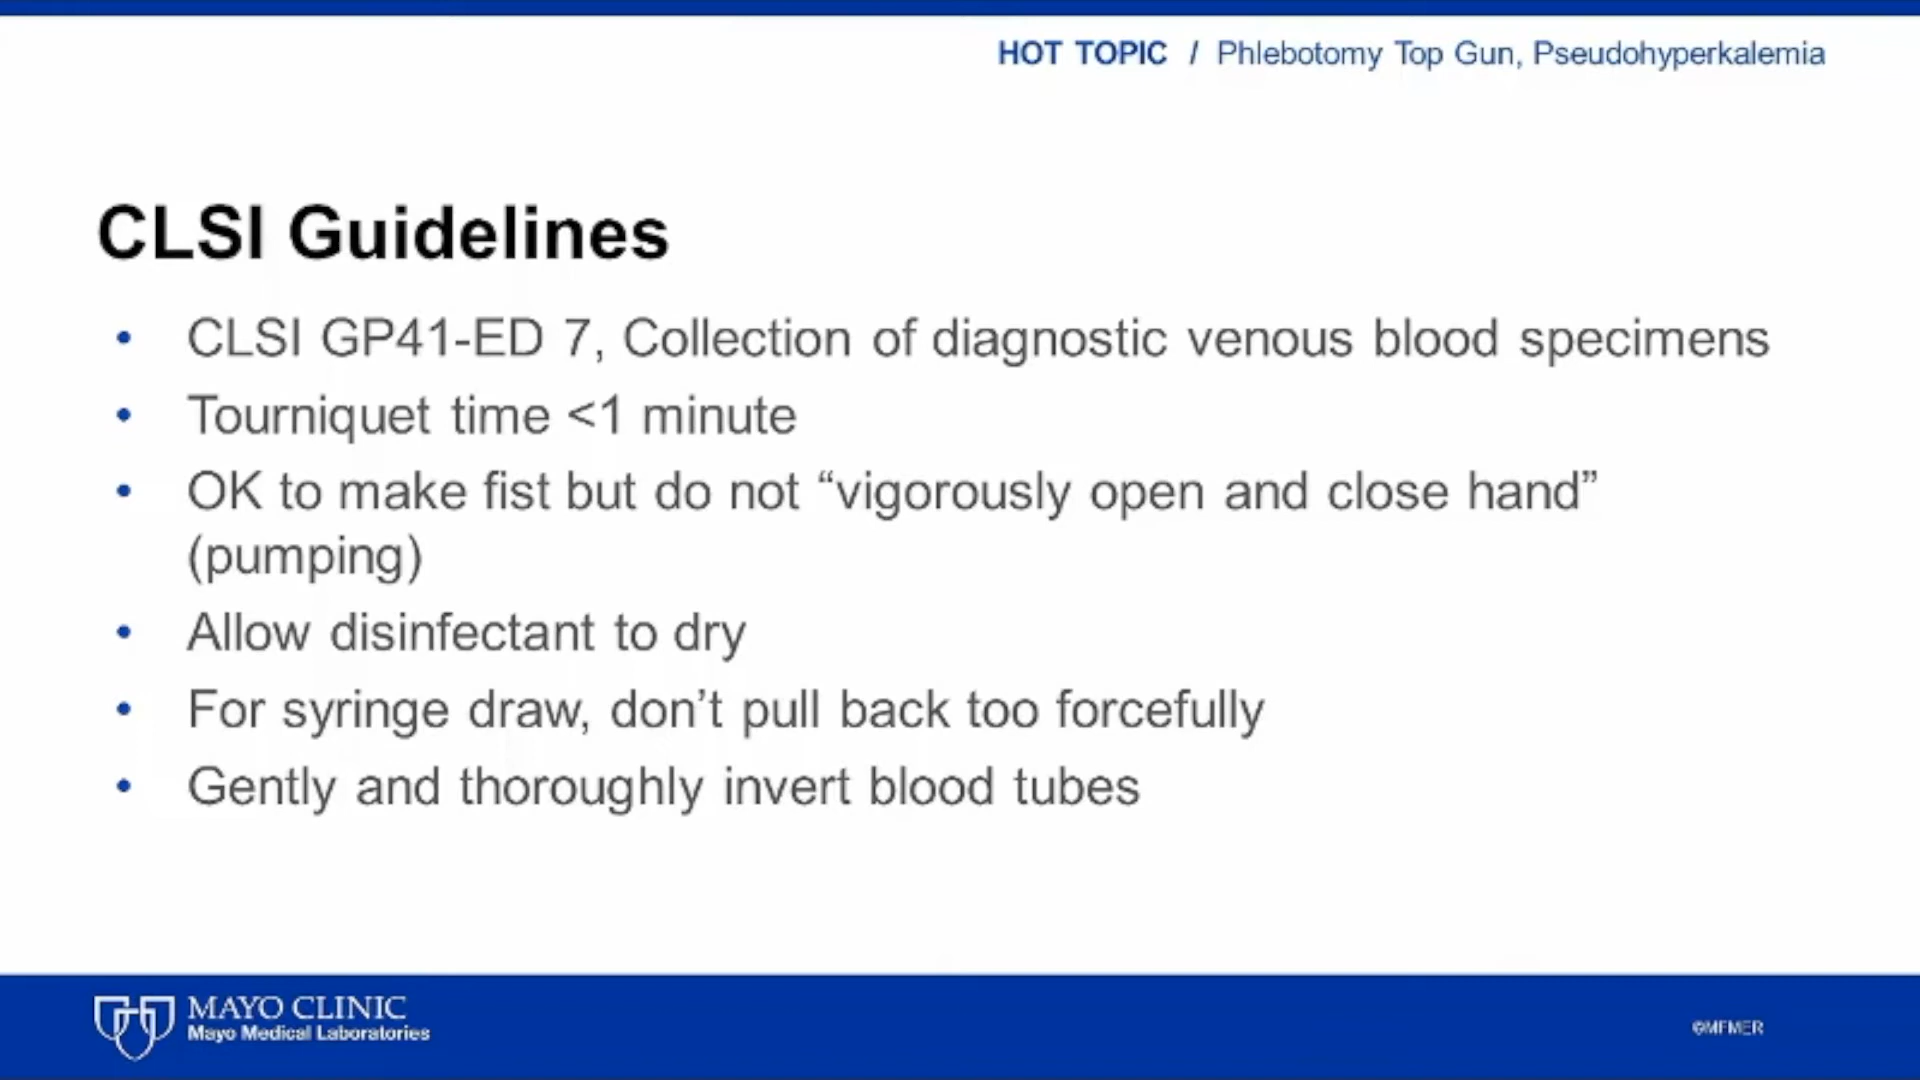 HOT TOPIC / Phlebotomy Top Gun, Pseudohyperkalemia
CLSI Guidelines
• CLSI GP41-ED 7, Collection of diagnostic venous blood specimens
• Tourniquet time <1 minute
• OK to make fist but do not “vigorously open and close hand”
(pumping)
• Allow disinfectant to dry
• For syringe draw, don’t pull back too forcefully
• Gently and thoroughly invert blood tubes
MAYO CLINIC
Mayo Medical Laboratories
©MFMER